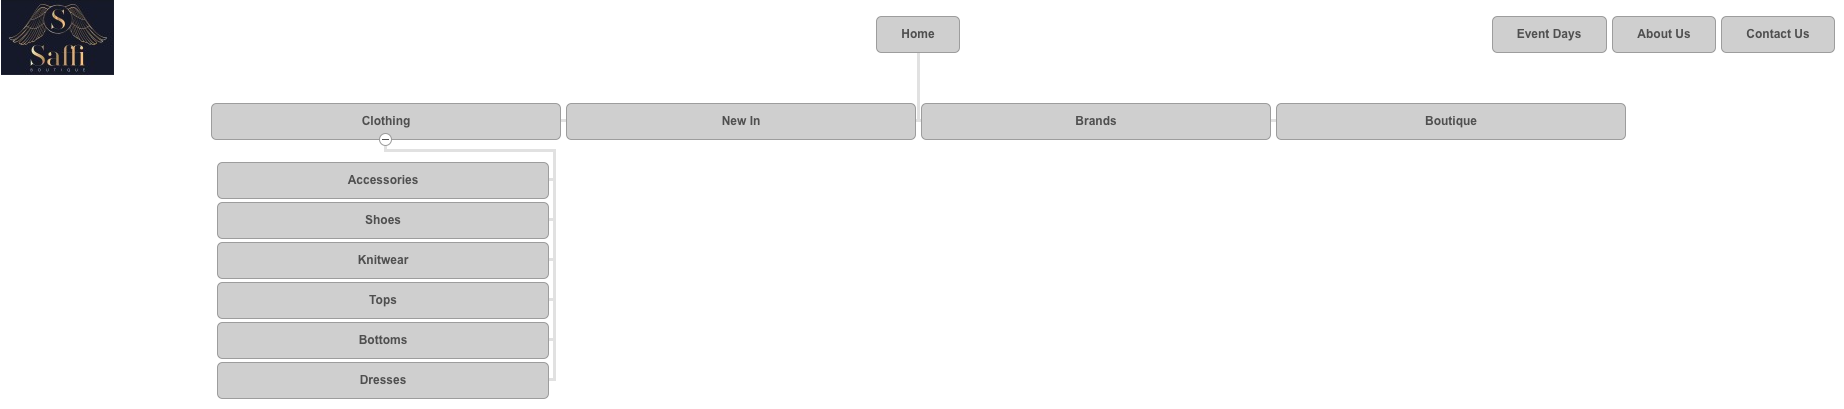 S
Saffi
BOUTIQUE
Home
Event Days
About Us
Contact Us
Clothing
New In
Brands
Boutique
Accessories
Shoes
Knitwear
Tops
Bottoms
Dresses